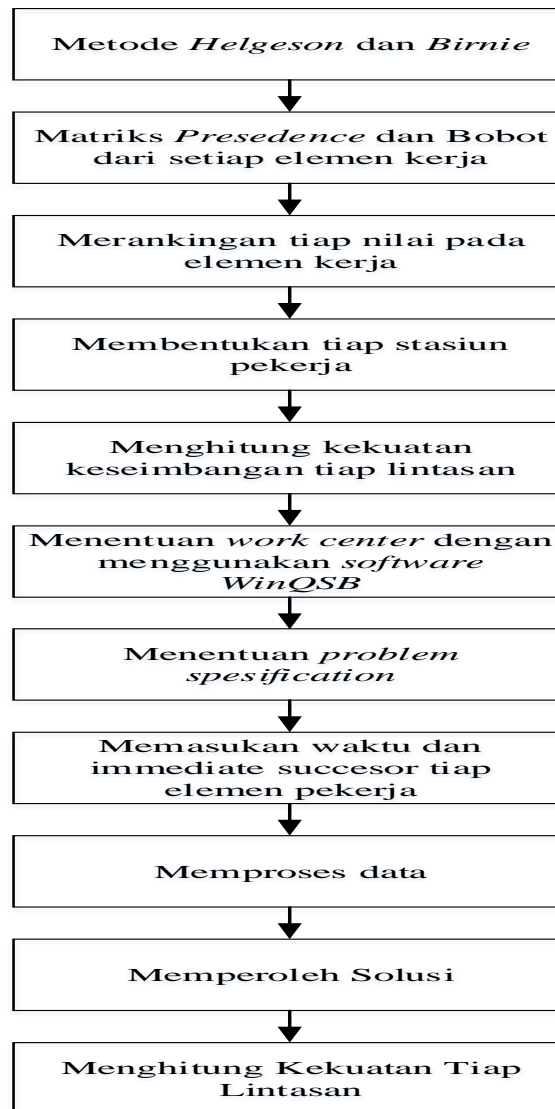 Metode Helgeson dan Birnie
Matriks Presedence dan Bobot
dari setiap elemen kerja
Merankingan tiap nilai pada
elemen kerja
Membentukan tiap stasiun
pekerja
Menghitung kekuatan
keseimbangan tiap lintasan
Menentuan work center dengan
menggunakan software
WinQSB
Menentuan problem
spesification
Memasukan waktu dan
immediate succesor tiap
elemen pekerja
Memproses data
Memperoleh Solusi
Menghitung Kekuatan Tiap
Lintasan